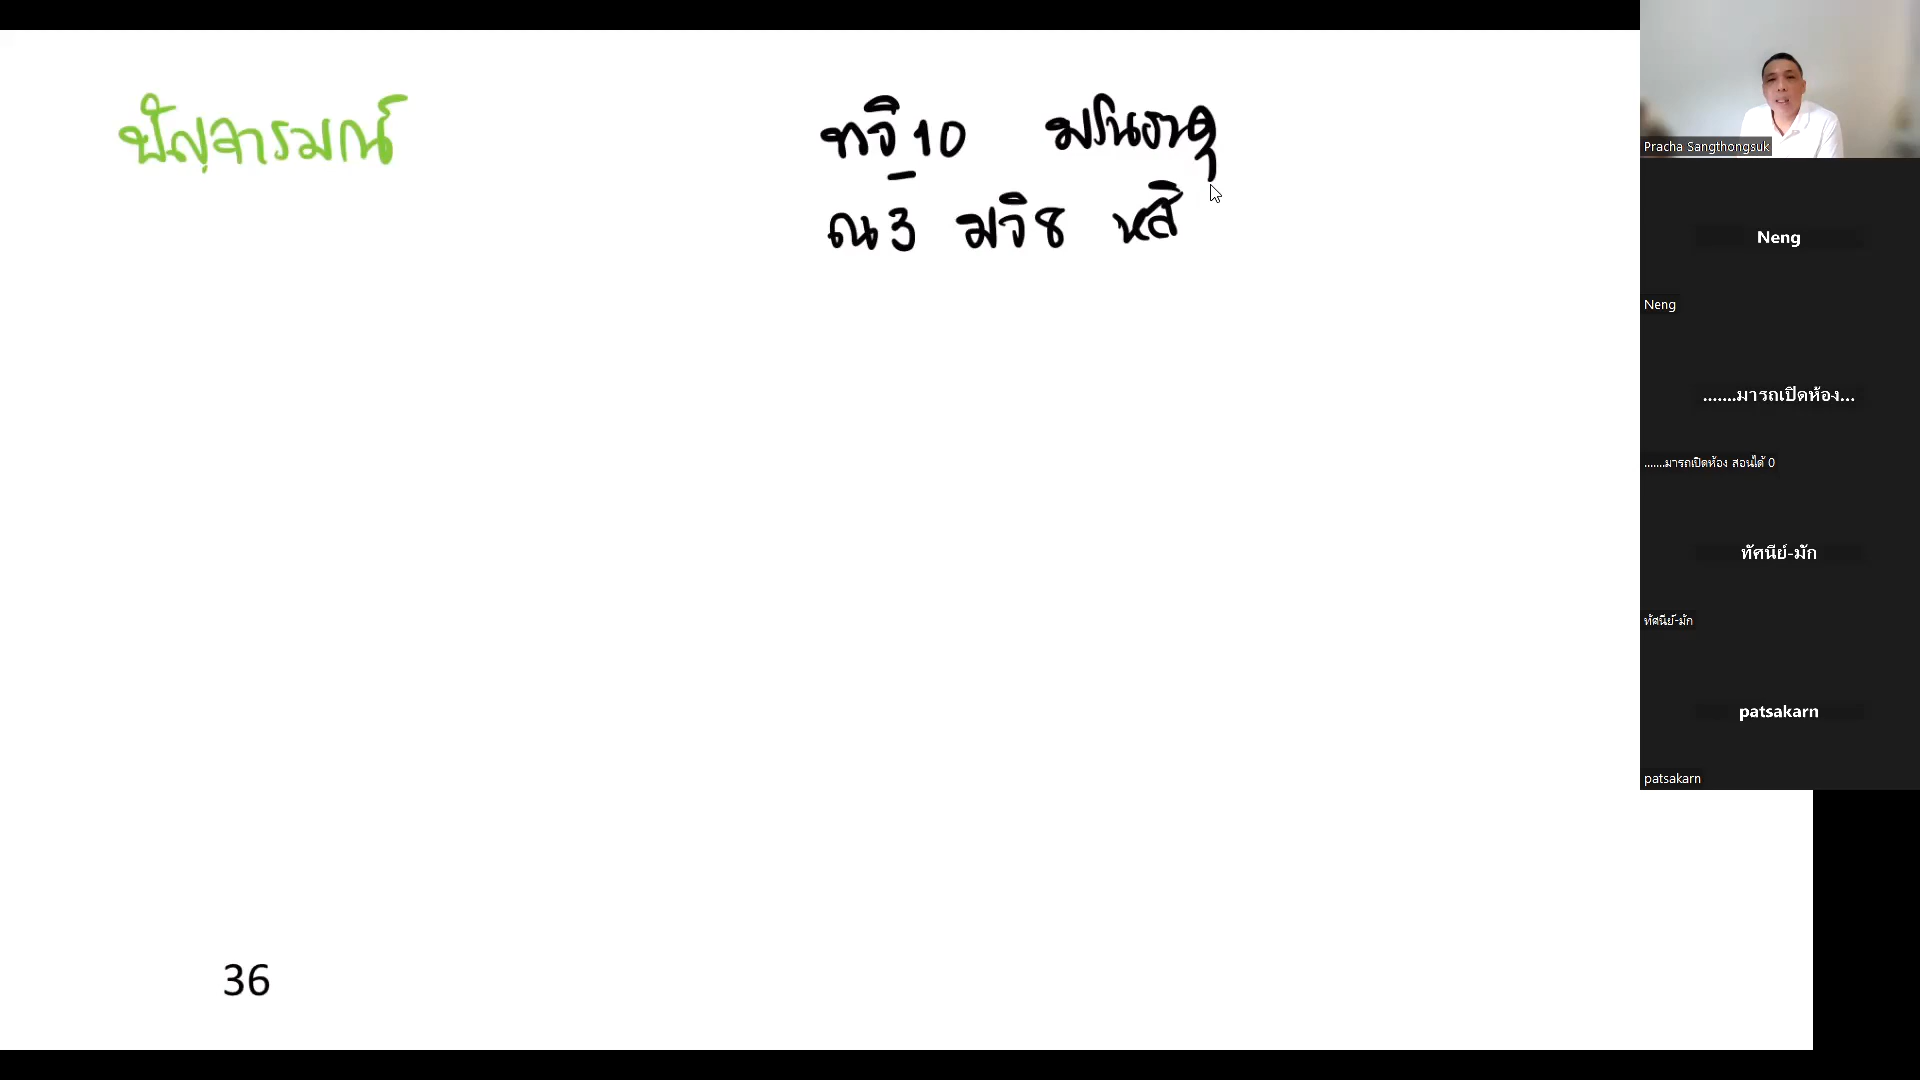 ปัญจารมณ์
ทวิ 10 มโนธาตุ
ณ 3 มวิ 8 หสิ
36
Pracha Sangthongsuk
Neng
Neng
.......มารถเปิดห้อง...
.......มารถเปิดห้อง สอนได้ 0
ทัศนีย์-มัก
ทัศนีย์-มัก
patsakarn
patsakarn